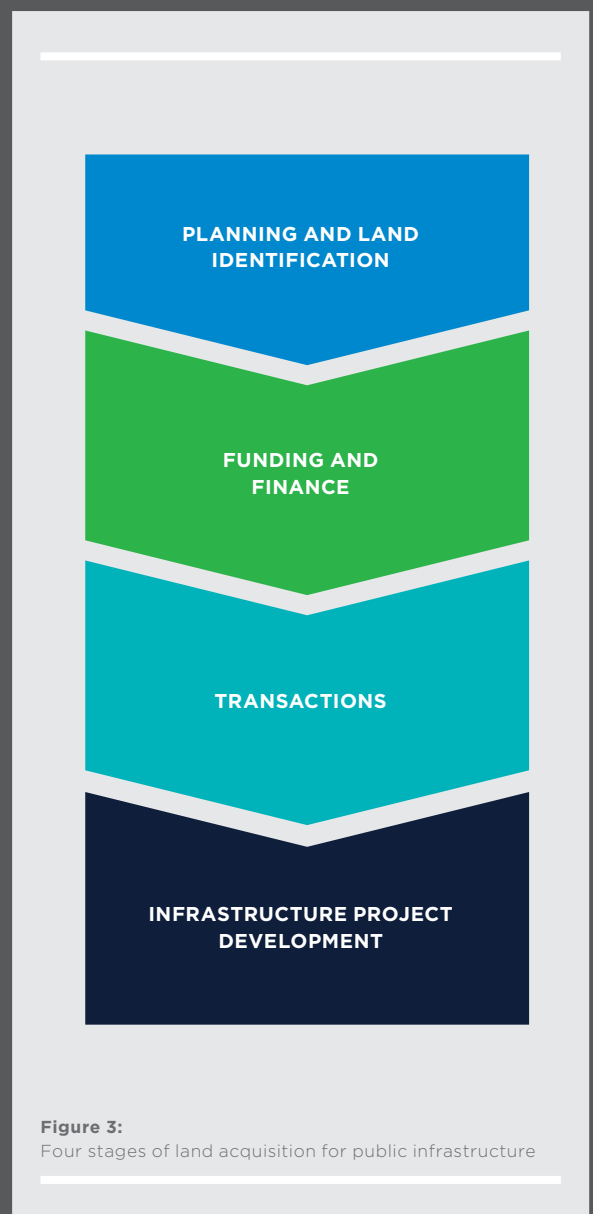 PLANNING AND LAND
IDENTIFICATION
FUNDING AND
FINANCE
TRANSACTIONS
INFRASTRUCTURE PROJECT
DEVELOPMENT
Figure 3:
Four stages of land acquisition for public infrastructure